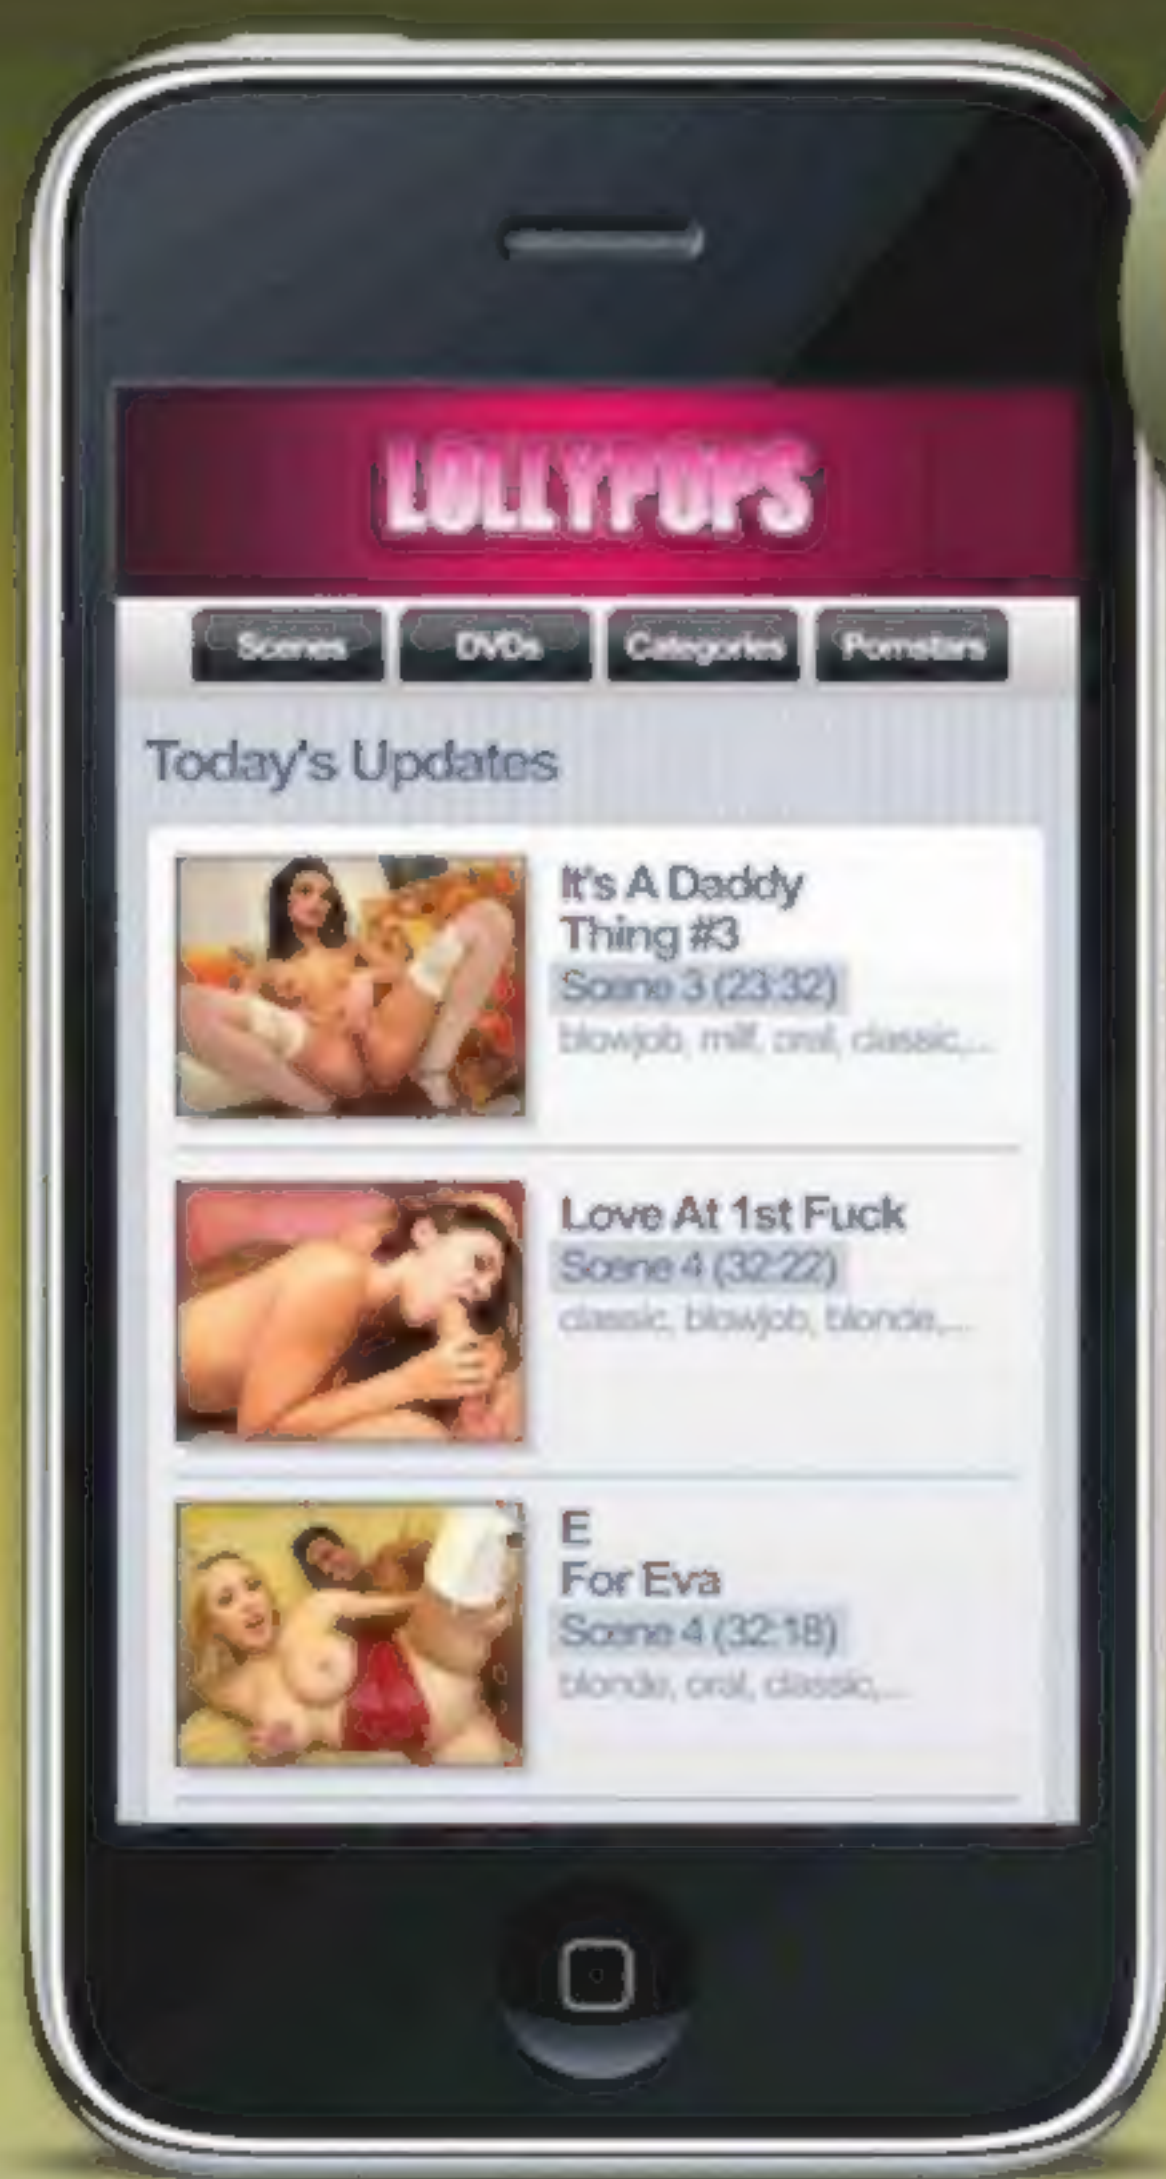 LOLLYPOPS
Scenes DVDs Categories Pornstars
Today's Updates
It's A Daddy
Thing #3
Scene 3 (23:32)
blowjob, milf, oral, classic,...
Love At 1st Fuck
Scene 4 (32:22)
classic, blowjob, blonde,...
E
For Eva
Scene 4 (32:18)
blonde, oral, classic,...